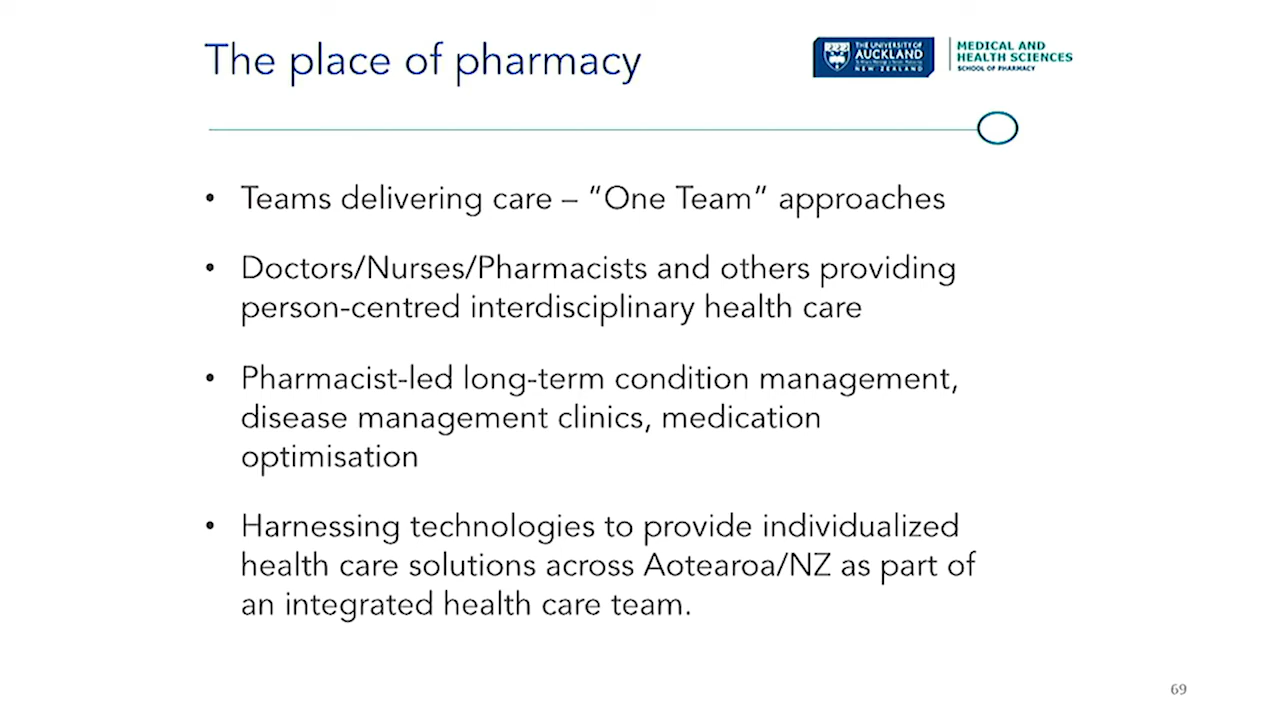 The place of pharmacy
THE UNIVERSITY OF
AUCKLAND
NEW ZEALAND
MEDICAL AND
HEALTH SCIENCES
SCHOOL OF PHARMACY
• Teams delivering care – ”One Team” approaches
• Doctors/Nurses/Pharmacists and others providing
person-centred interdisciplinary health care
• Pharmacist-led long-term condition management,
disease management clinics, medication
optimisation
• Harnessing technologies to provide individualized
health care solutions across Aotearoa/NZ as part of
an integrated health care team.
69